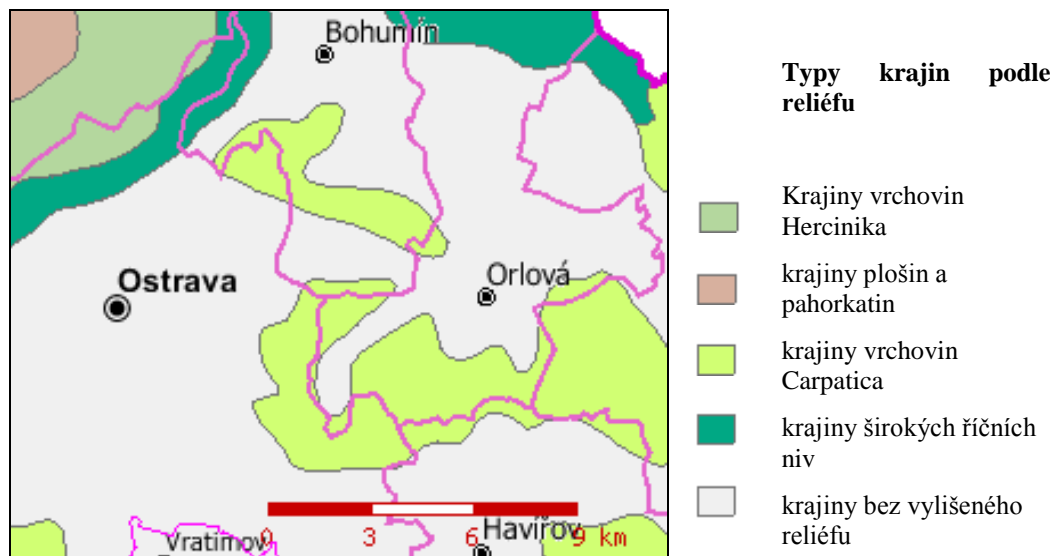 Bohumín
Ostrava
Orlová
0 3 6 9 km
Vratimov
Havířov
Typy krajin podle
reliéfu
Krajiny vrchovin
Hercinika
krajiny plošin a
pahorkatin
krajiny vrchovin
Carpatica
krajiny širokých říčních
niv
krajiny bez vylišeného
reliéfu